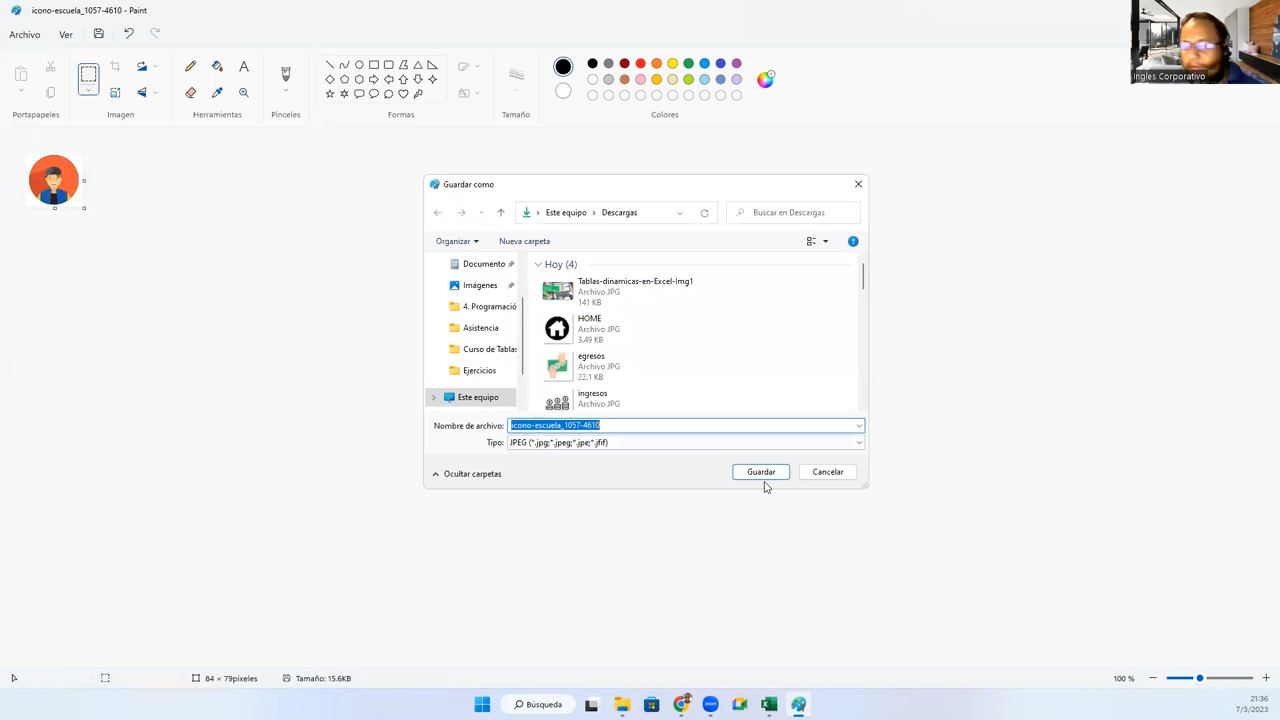 icono-escuela_1057-4610 - Paint
Archivo Ver
Portapapeles Imagen Herramientas Pinceles Formas Tamaño Colores
Ingles Corporativo
Guardar como
Este equipo Descargas
Buscar en Descargas
Organizar Nueva carpeta
Documento
Imágenes
4. Programació
Asistencia
Curso de Tablas
Ejercicios
Este equipo
Hoy (4)
Tablas-dinamicas-en-Excel-Img1
Archivo JPG
141 KB
HOME
Archivo JPG
3.49 KB
egresos
Archivo JPG
22.1 KB
ingresos
Archivo JPG
Nombre de archivo: icono-escuela_1057-4610
Tipo: JPEG (*.jpg;*.jpeg;*.jpe;*.jfif)
Ocultar carpetas
Guardar Cancelar
84 × 79píxeles Tamaño: 15.6KB 100 %
Búsqueda
zoom
21:36
7/3/2023